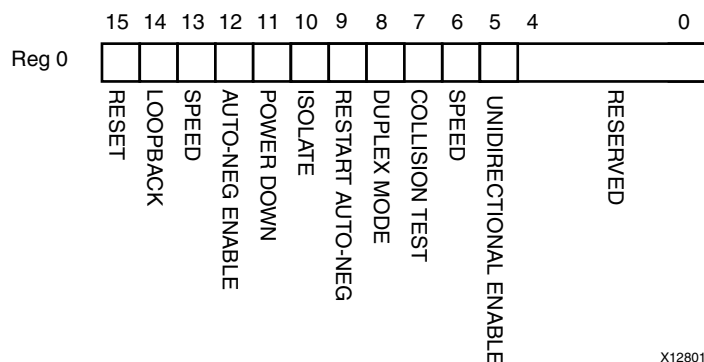 15 14 13 12 11 10 9 8 7 6 5 4 0
Reg 0
RESET
LOOPBACK
SPEED
AUTO-NEG ENABLE
POWER DOWN
ISOLATE
RESTART AUTO-NEG
DUPLEX MODE
COLLISION TEST
SPEED
UNIDIRECTIONAL ENABLE
RESERVED
X12801